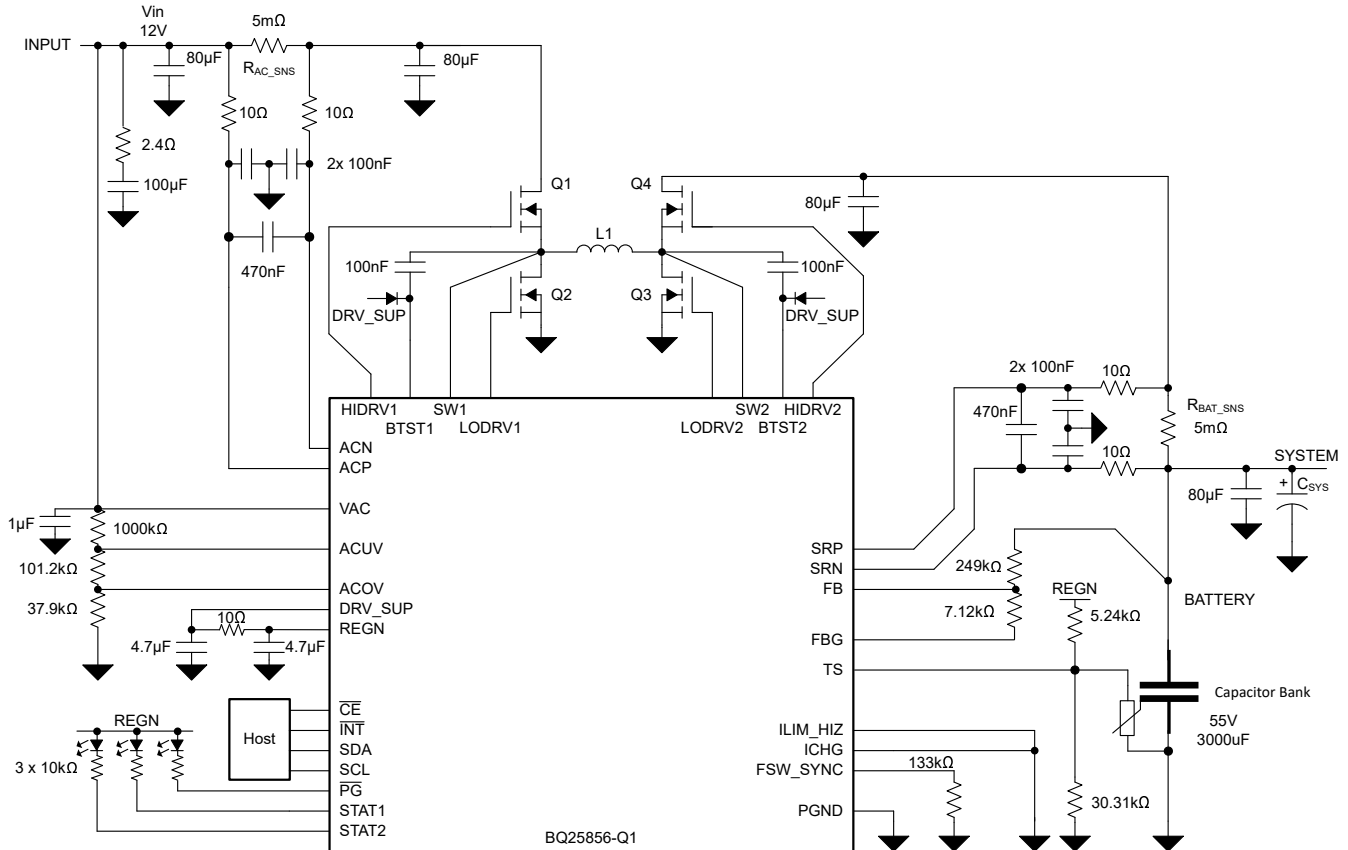 Vin
12V
INPUT
5mΩ
R_AC_SNS
80µF
80µF
10Ω
10Ω
2.4Ω
100µF
2x 100nF
470nF
Q1
Q4
80µF
L1
100nF
100nF
Q2
Q3
DRV_SUP
DRV_SUP
HIDRV1
SW1
SW2
HIDRV2
BTST1
LODRV1
LODRV2
BTST2
2x 100nF
10Ω
470nF
R_BAT_SNS
5mΩ
10Ω
SYSTEM
80µF
+
C_SYS
ACN
ACP
VAC
1µF
1000kΩ
ACUV
101.2kΩ
ACOV
37.9kΩ
DRV_SUP
10Ω
REGN
4.7µF
4.7µF
SRP
SRN
249kΩ
FB
7.12kΩ
FBG
REGN
5.24kΩ
BATTERY
TS
Capacitor Bank
55V
3000uF
30.31kΩ
Host
CE
INT
SDA
SCL
PG
STAT1
STAT2
REGN
3 x 10kΩ
ILIM_HIZ
ICHG
FSW_SYNC
133kΩ
PGND
BQ25856-Q1